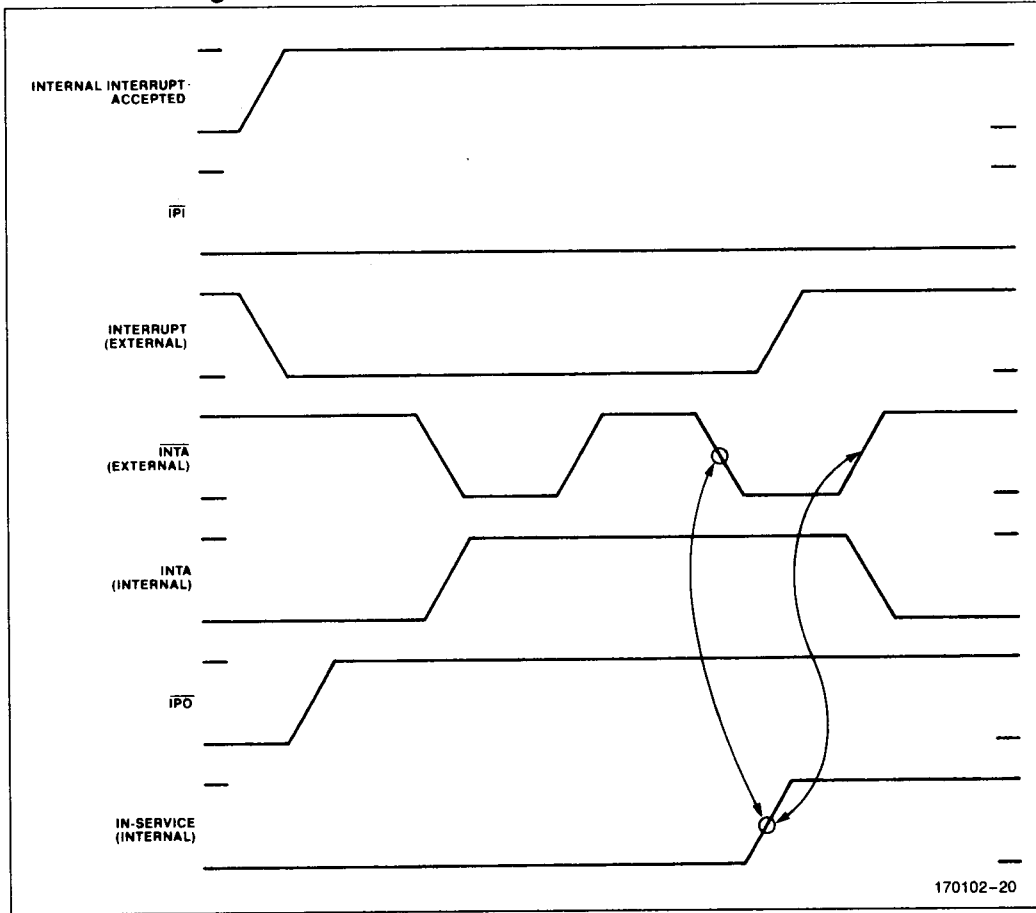 INTERNAL INTERRUPT
ACCEPTED
IPI
INTERRUPT
(EXTERNAL)
INTA
(EXTERNAL)
INTA
(INTERNAL)
IPO
IN-SERVICE
(INTERNAL)
170102-20